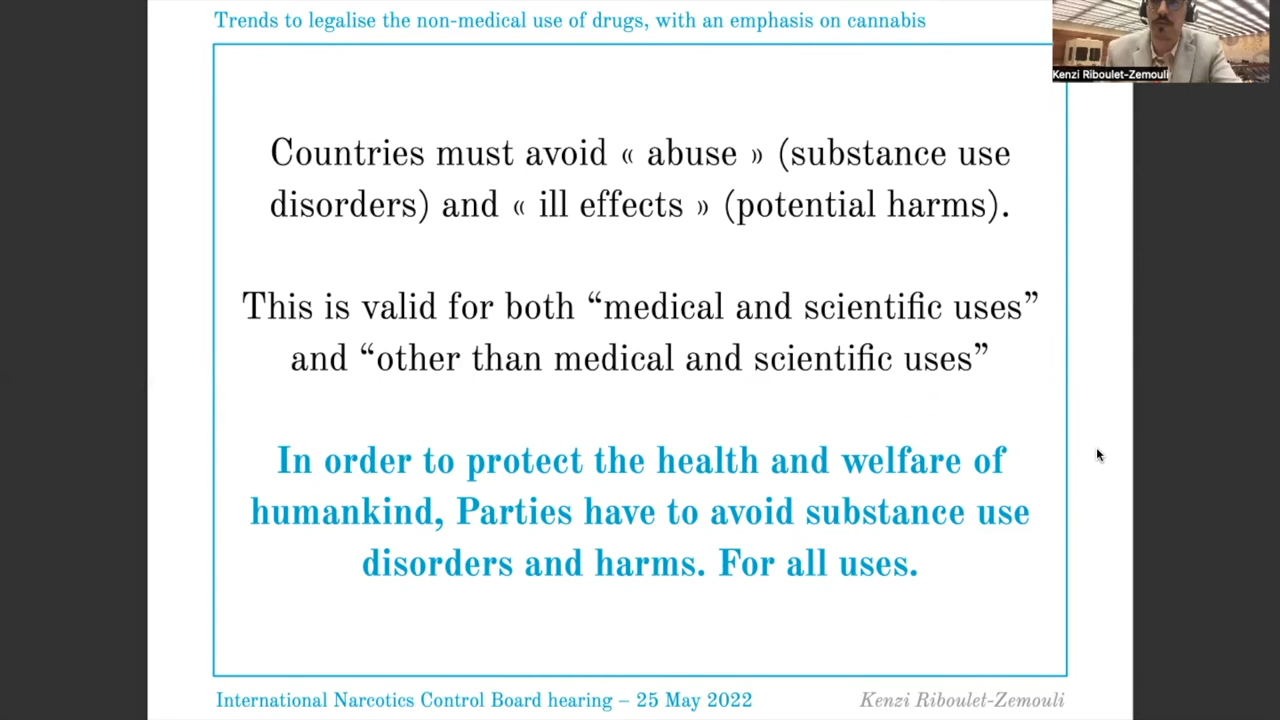 Trends to legalise the non-medical use of drugs, with an emphasis on cannabis
Kenzi Riboulet-Zemouli
Countries must avoid « abuse » (substance use
disorders) and « ill effects » (potential harms).
This is valid for both “medical and scientific uses”
and “other than medical and scientific uses”
In order to protect the health and welfare of
humankind, Parties have to avoid substance use
disorders and harms. For all uses.
International Narcotics Control Board hearing – 25 May 2022
Kenzi Riboulet-Zemouli